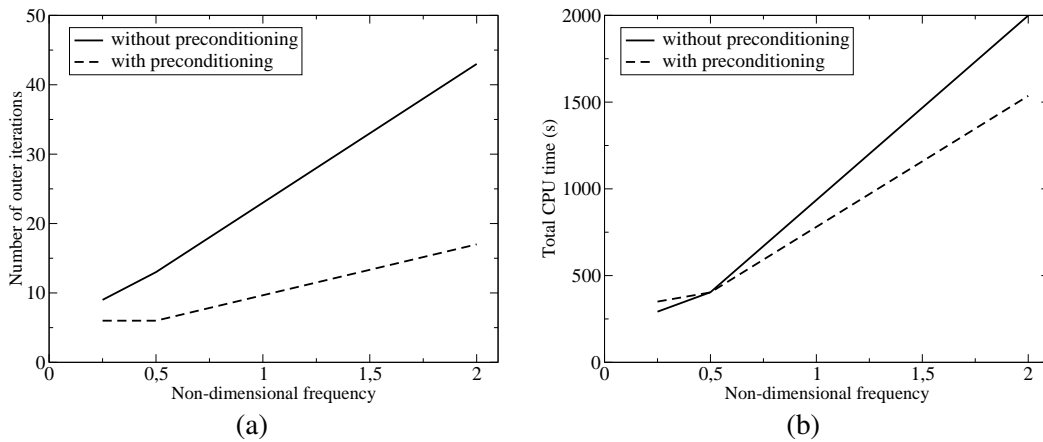 50
40
30
20
10
0
Number of outer iterations
without preconditioning
with preconditioning
0
0,5
1
1,5
2
Non-dimensional frequency
(a)
2000
1500
1000
500
0
Total CPU time (s)
without preconditioning
with preconditioning
0
0,5
1
1,5
2
Non-dimensional frequency
(b)